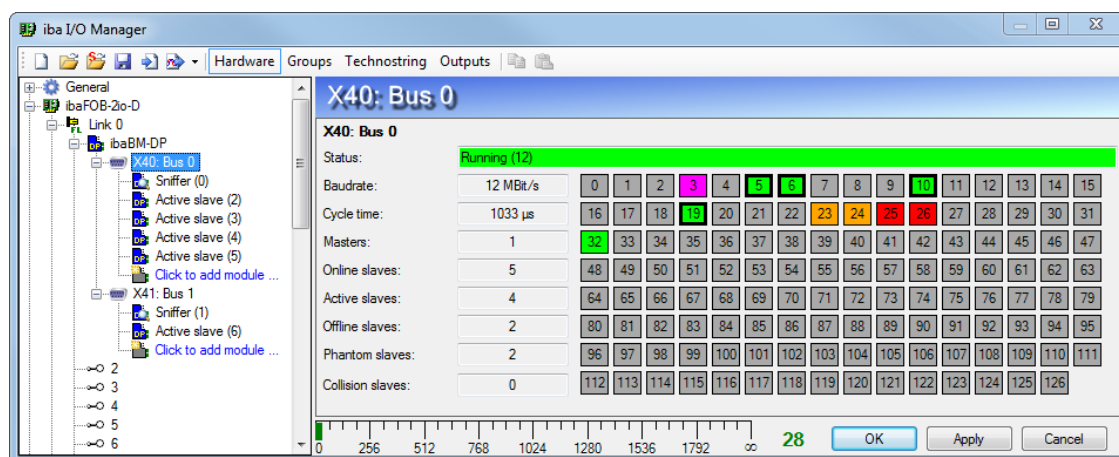 iba I/O Manager
Hardware Groups Technostring Outputs
General
ibaFOB-2io-D
Link 0
ibaBM-DP
X40: Bus 0
Sniffer (0)
Active slave (2)
Active slave (3)
Active slave (4)
Active slave (5)
Click to add module ...
X41: Bus 1
Sniffer (1)
Active slave (6)
Click to add module ...
2
3
4
5
6
X40: Bus 0
X40: Bus 0
Status: Running (12)
Baudrate: 12 MBit/s 0 1 2 3 4 5 6 7 8 9 10 11 12 13 14 15
Cycle time: 1033 µs 16 17 18 19 20 21 22 23 24 25 26 27 28 29 30 31
Masters: 1 32 33 34 35 36 37 38 39 40 41 42 43 44 45 46 47
Online slaves: 5 48 49 50 51 52 53 54 55 56 57 58 59 60 61 62 63
Active slaves: 4 64 65 66 67 68 69 70 71 72 73 74 75 76 77 78 79
Offline slaves: 2 80 81 82 83 84 85 86 87 88 89 90 91 92 93 94 95
Phantom slaves: 2 96 97 98 99 100 101 102 103 104 105 106 107 108 109 110 111
Collision slaves: 0 112 113 114 115 116 117 118 119 120 121 122 123 124 125 126
0 256 512 768 1024 1280 1536 1792 ∞ 28 OK Apply Cancel